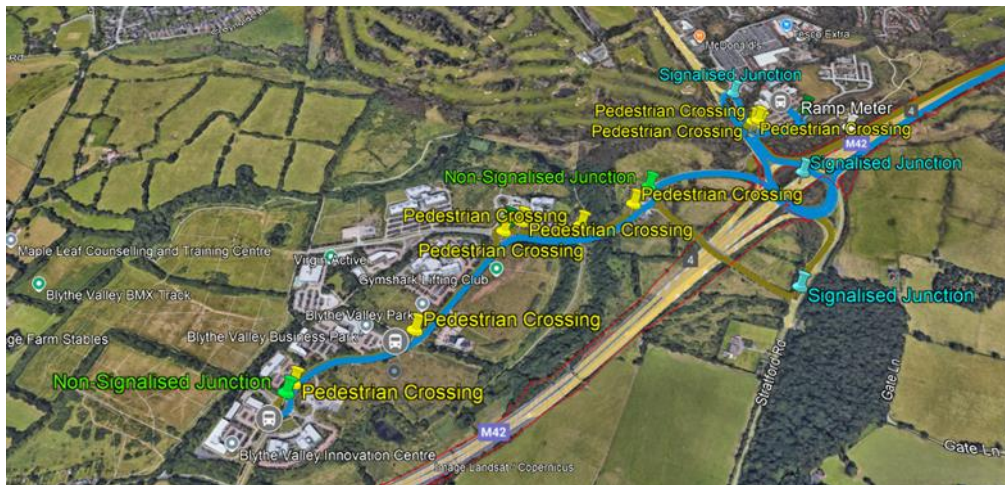 Rd
McDonald's
Tesco Extra
Signalised Junction
Ramp Meter
Pedestrian Crossing
Pedestrian Crossing
Pedestrian Crossing
4
M42
Signalised Junction
Non-Signalised Junction
Pedestrian Crossing
Pedestrian Crossing
Pedestrian Crossing
Pedestrian Crossing
Maple Leaf Counselling and Training Centre
Virgin Active
4
Gymshark Lifting Club
Signalised Junction
Blythe Valley BMX Track
Blythe Valley Park
Pedestrian Crossing
ge Farm Stables
Blythe Valley Business Park
Stratford Rd
Gate Ln
Non-Signalised Junction
Pedestrian Crossing
M42
Gate Ln
Blythe Valley Innovation Centre
Image Landsat / Copernicus